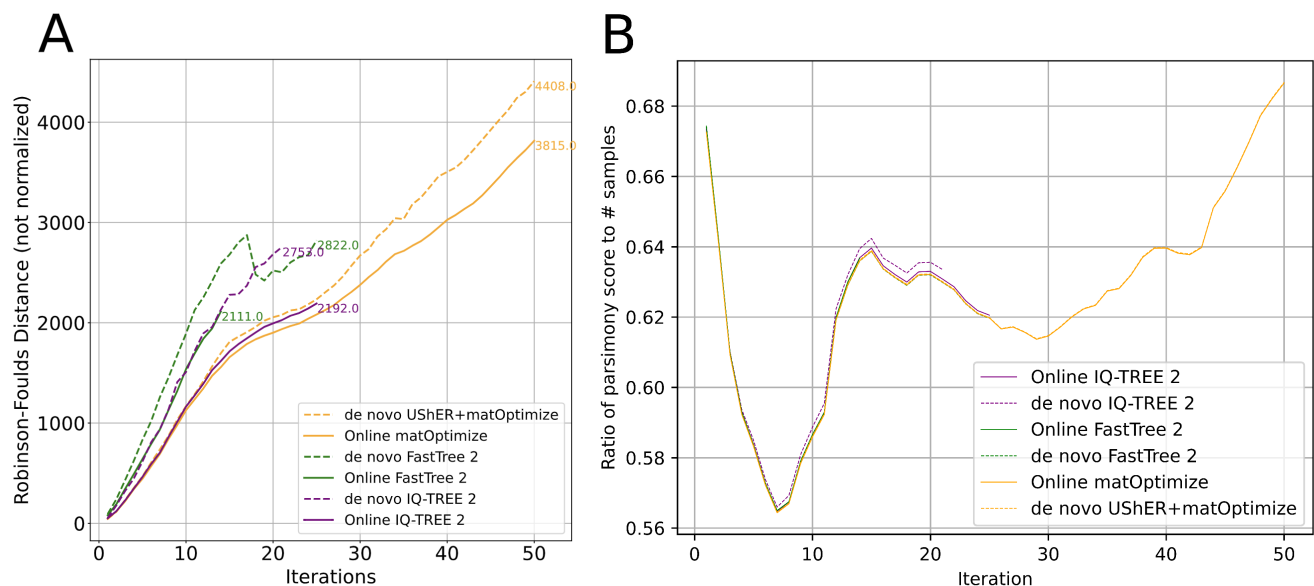 A
Robinson-Foulds Distance (not normalized)
4000
3000
2000
1000
0
4408.0
3815.0
2822.0
2753.0
2192.0
2111.0
de novo UShER+matOptimize
Online matOptimize
de novo FastTree 2
Online FastTree 2
de novo IQ-TREE 2
Online IQ-TREE 2
0 10 20 30 40 50
Iterations
B
Ratio of parsimony score to # samples
0.68
0.66
0.64
0.62
0.60
0.58
0.56
Online IQ-TREE 2
de novo IQ-TREE 2
Online FastTree 2
de novo FastTree 2
Online matOptimize
de novo UShER+matOptimize
0 10 20 30 40 50
Iteration